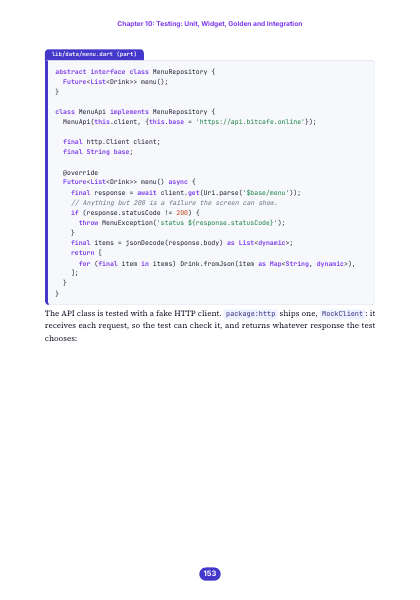 Chapter 10: Testing: Unit, Widget, Golden and Integration
lib/data/menu.dart (part)
abstract interface class MenuRepository {
  Future<List<Drink>> menu();
}

class MenuApi implements MenuRepository {
  MenuApi(this.client, {this.base = 'https://api.bitcafe.online'});

  final http.Client client;
  final String base;

  @override
  Future<List<Drink>> menu() async {
    final response = await client.get(Uri.parse('$base/menu'));
    // Anything but 200 is a failure the screen can show.
    if (response.statusCode != 200) {
      throw MenuException('status ${response.statusCode}');
    }
    final items = jsonDecode(response.body) as List<dynamic>;
    return [
      for (final item in items) Drink.fromJson(item as Map<String, dynamic>),
    ];
  }
}
The API class is tested with a fake HTTP client. package:http ships one, MockClient: it
receives each request, so the test can check it, and returns whatever response the test
chooses:
153